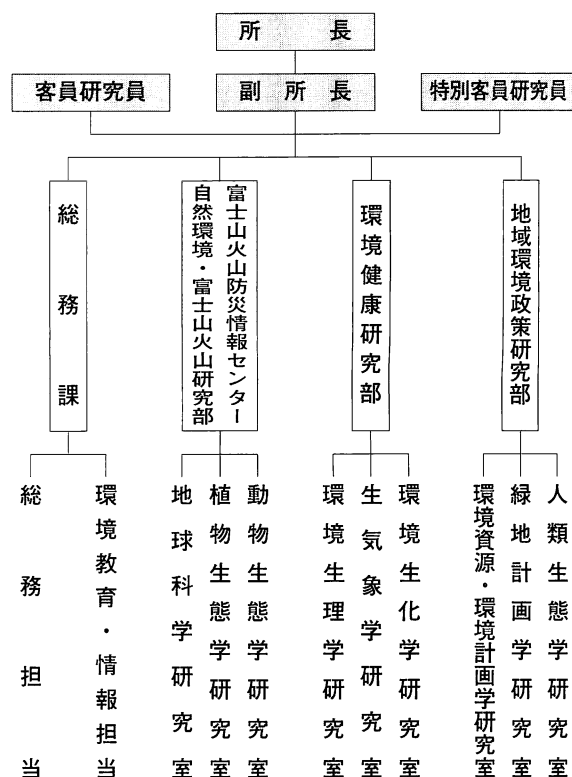 所長
客員研究員
副所長
特別客員研究員
総務課
富士山火山防災情報センター
自然環境・富士山火山研究部
環境健康研究部
地域環境政策研究部
総務担当
環境教育・情報担当
地球科学研究室
植物生態学研究室
動物生態学研究室
環境生理学研究室
生気象学研究室
環境生化学研究室
環境資源・環境計画学研究室
緑地計画学研究室
人類生態学研究室